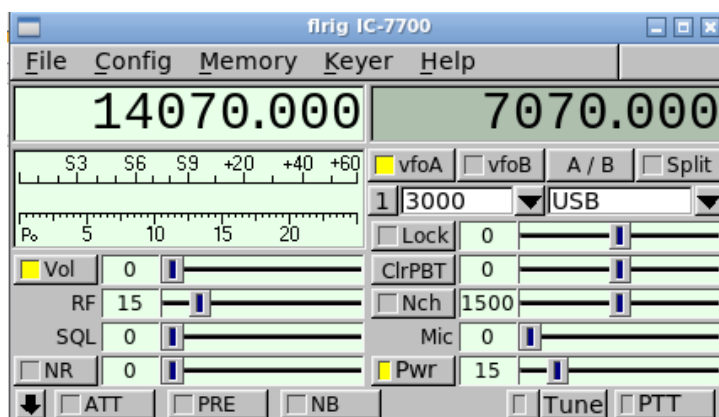 flrig IC-7700
File Config Memory Keyer Help
14070.000 7070.000
S3 S6 S9 +20 +40 +60
vfoA vfoB A / B Split
1 3000 USB
Po 5 10 15 20
Lock 0
Vol 0 ClrPBT 0
RF 15 Nch 1500
SQL 0 Mic 0
NR 0 Pwr 15
ATT PRE NB Tune PTT